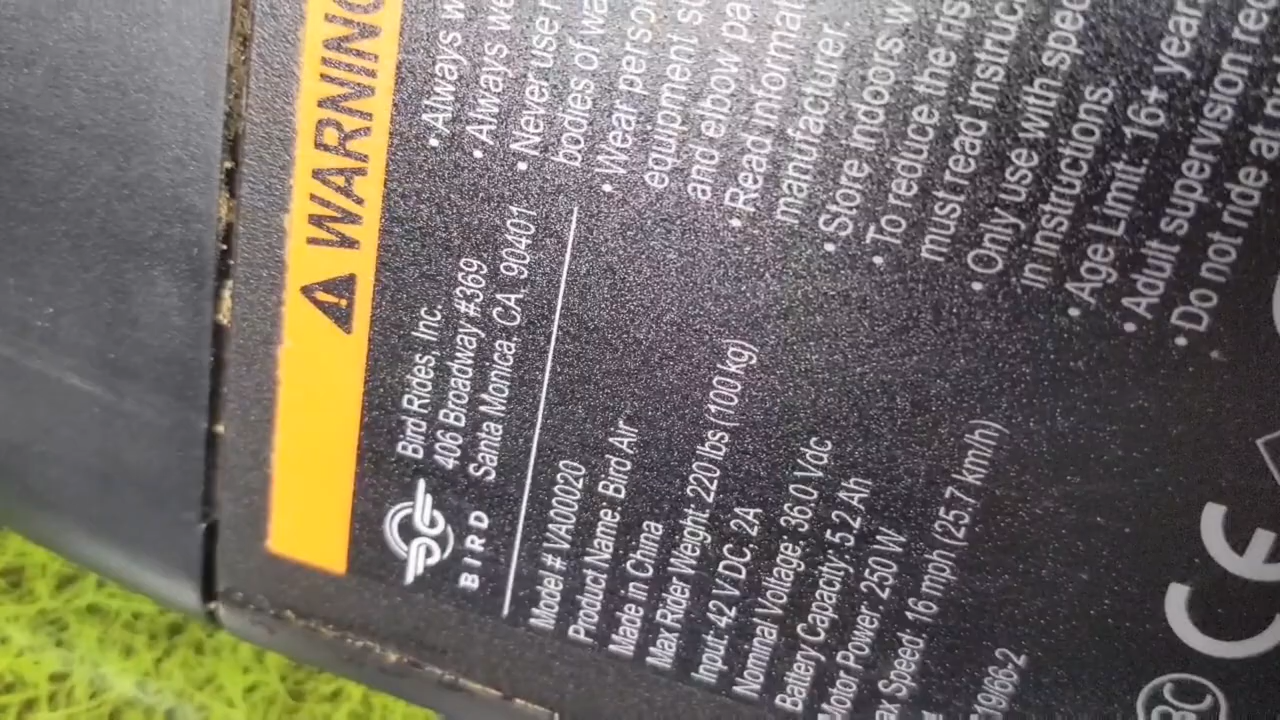 WARNING
Bird Rides, Inc.
406 Broadway #369
Santa Monica, CA, 90401
BIRD
Model # VA00020
Product Name: Bird Air
Made in China
Max Rider Weight: 220 lbs (100 kg)
Input: 42 V DC, 2A
Nominal Voltage: 36.0 Vdc
Battery Capacity: 5.2 Ah
Motor Power: 250 W
ax Speed: 16 mph (25.7 km/h)
•Always w
•Always we
•Never use
bodies of wa
•Wear person
equipment
and elbow pa
•Read informat
manufacturer.
•Store indoors w
•To reduce the ris
must read instruc
•Only use with spec
in instructions.
•Age Limit: 16+ year
•Adult supervision req
•Do not ride at
CE